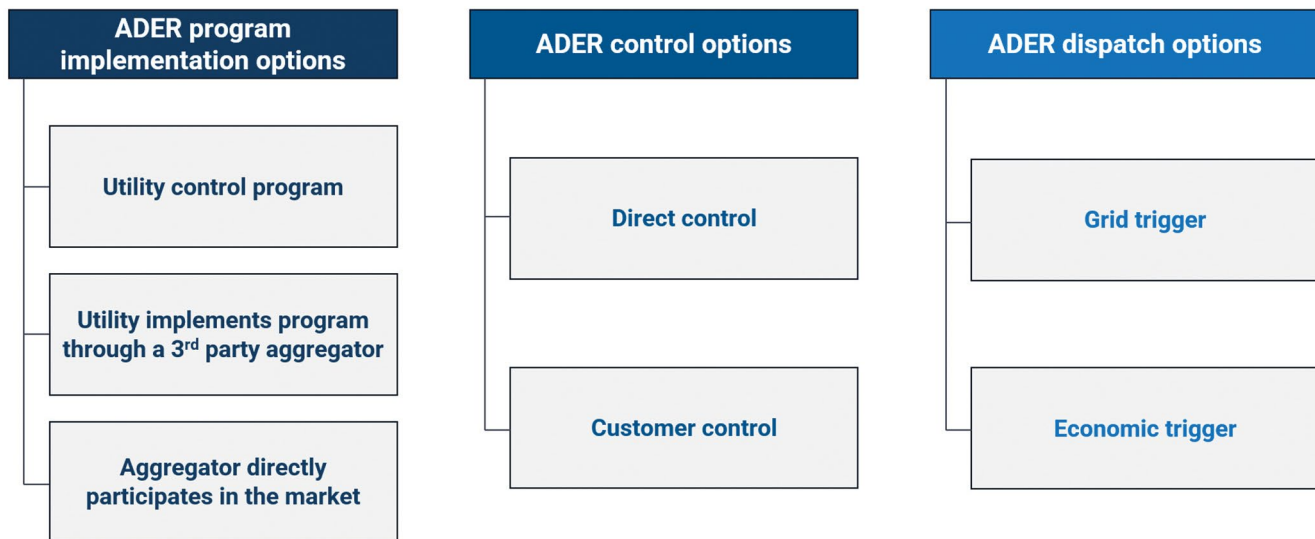 ADER program
implementation options
Utility control program
Utility implements program
through a 3rd party aggregator
Aggregator directly
participates in the market
ADER control options
Direct control
Customer control
ADER dispatch options
Grid trigger
Economic trigger